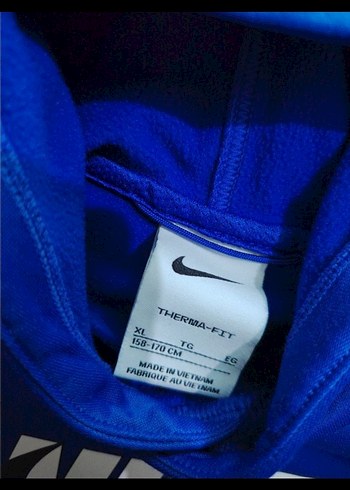 THERMA-FIT
XL TG EG
158-170 CM
MADE IN VIETNAM
FABRIQUE AU VIETNAM